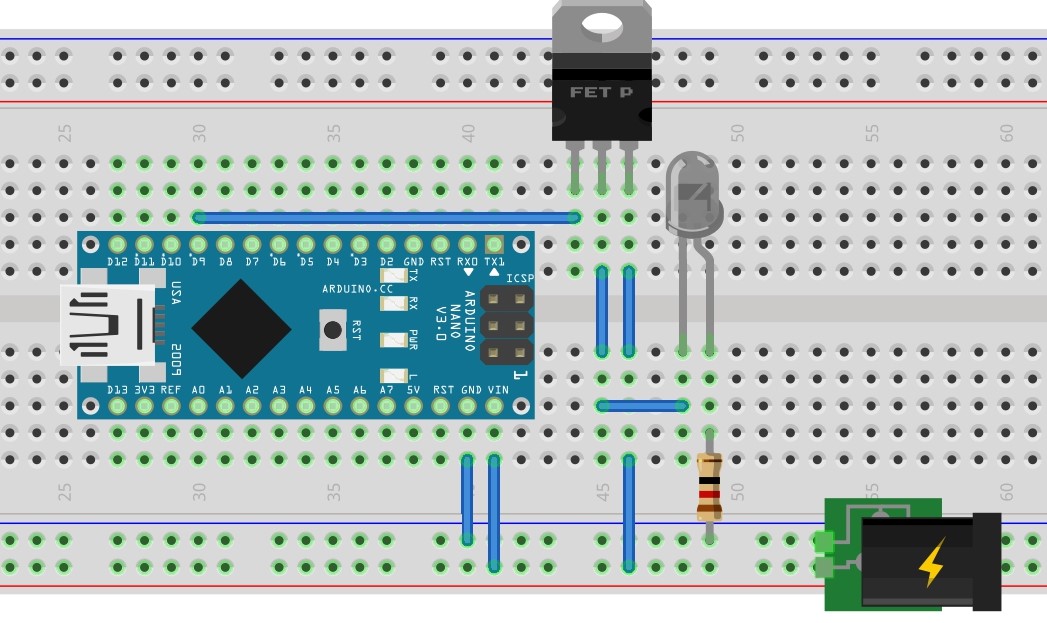 25 30 35 40 50 55 60
FET P
D12 D11 D10 D9 D8 D7 D6 D5 D4 D3 D2 GND RST RX0 TX1
ICSP
USA
2009
ARDUINO.CC
RST
TX
RX
PWR
L
ARDUINO
NANO
V3.0
1
D13 3V3 REF A0 A1 A2 A3 A4 A5 A6 A7 5V RST GND VIN
25 30 35 45 50 55 60